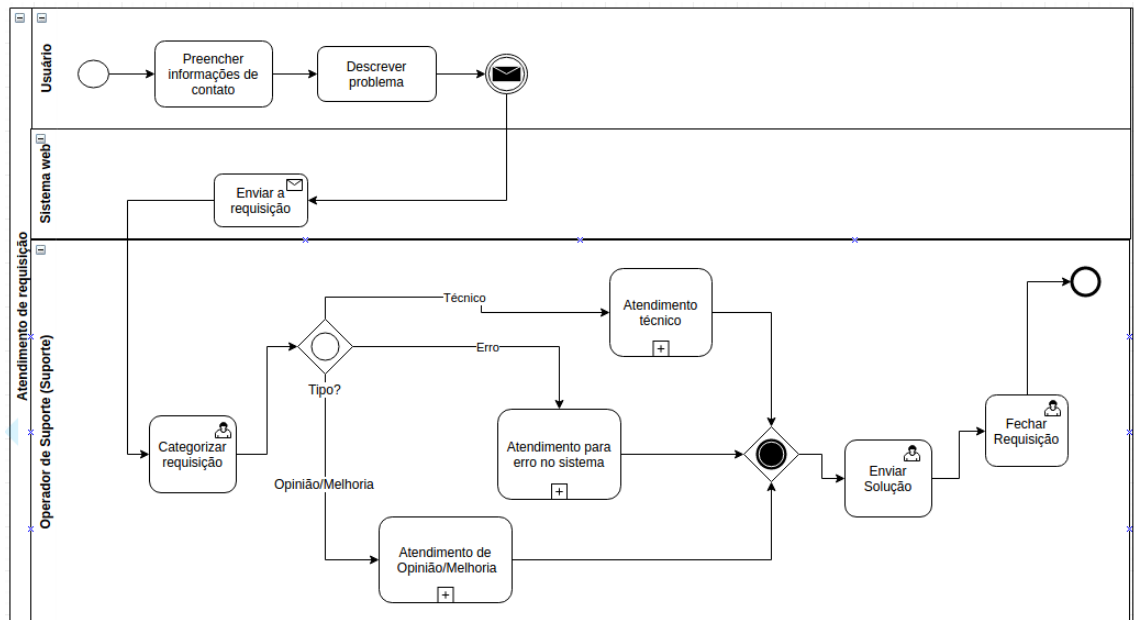 Atendimento de requisição
Usuário
Preencher
informações de
contato
Descrever
problema
Sistema web
Enviar a
requisição
Operador de Suporte (Suporte)
Categorizar
requisição
Tipo?
Técnico
Erro
Opinião/Melhoria
Atendimento
técnico
Atendimento para
erro no sistema
Atendimento de
Opinião/Melhoria
Enviar
Solução
Fechar
Requisição